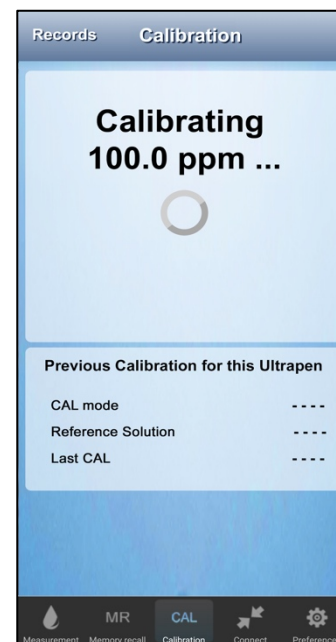 Records Calibration
Calibrating
100.0 ppm ...
Previous Calibration for this Ultrapen
CAL mode ----
Reference Solution ----
Last CAL ----
MR CAL
Measurement Memory recall Calibration Connect Preference